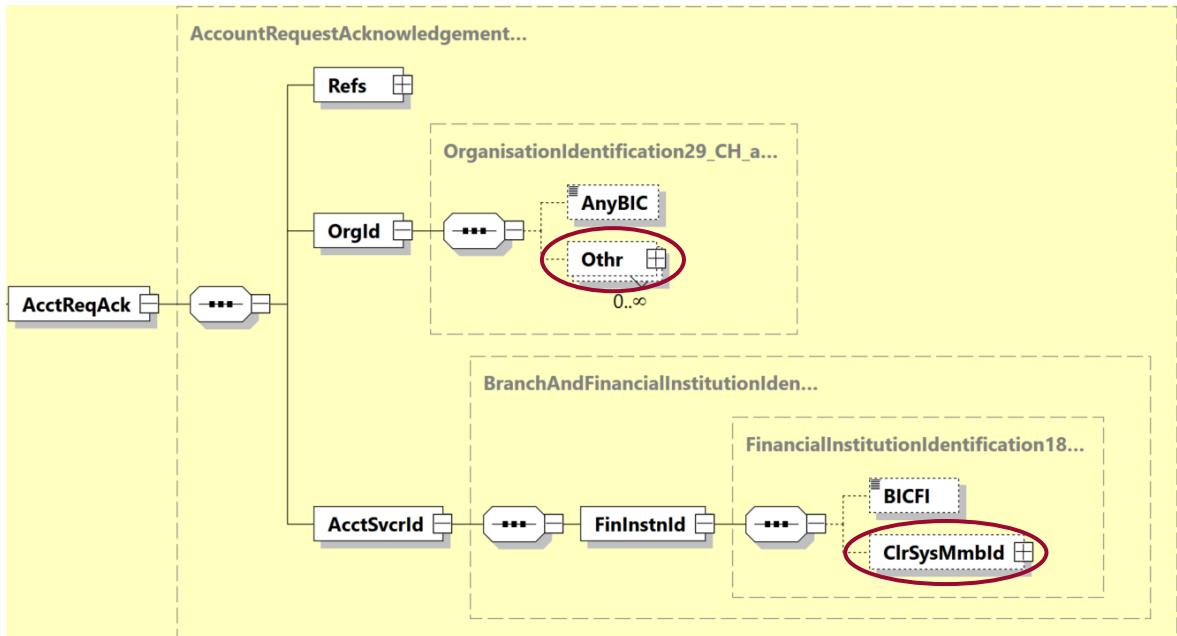 AccountRequestAcknowledgement...
Refs
OrganisationIdentification29_CH_a...
AnyBIC
OrgId
Othr
0..∞
AcctReqAck
BranchAndFinancialInstitutionIden...
FinancialInstitutionIdentification18...
BICFI
AcctSvcrId
FinInstnId
ClrSysMmbId